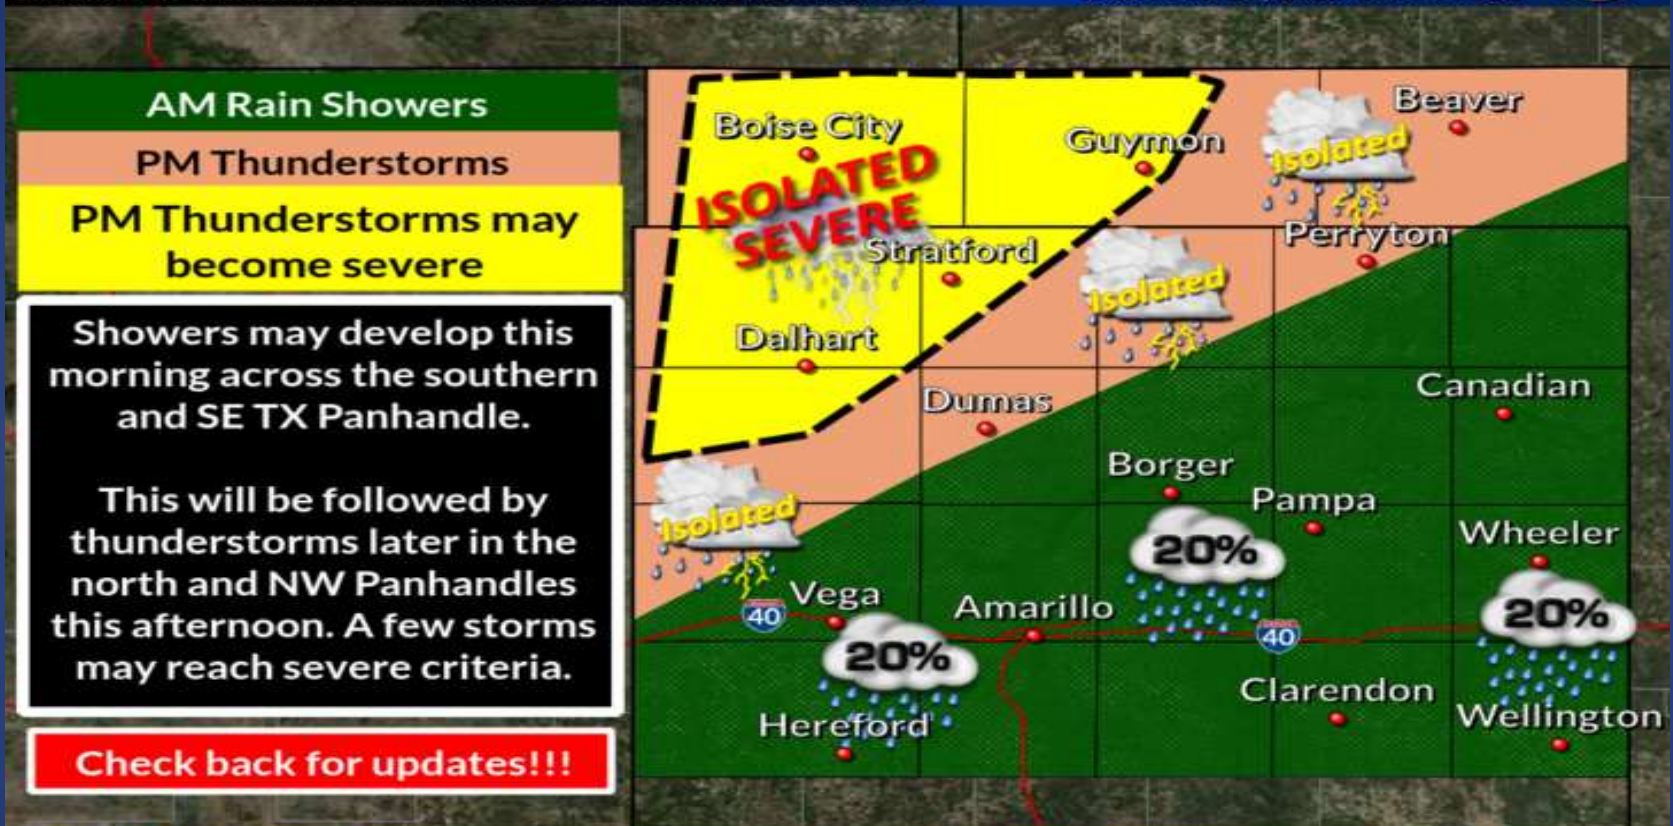 AM Rain Showers
PM Thunderstorms
PM Thunderstorms may
become severe
Showers may develop this
morning across the southern
and SE TX Panhandle.
This will be followed by
thunderstorms later in the
north and NW Panhandles
this afternoon. A few storms
may reach severe criteria.
Check back for updates!!!
Boise City
Guymon
Beaver
ISOLATED
SEVERE
Isolated
Stratford
Perryton
Isolated
Dalhart
Dumas
Canadian
Isolated
Borger
Pampa
Wheeler
20%
Vega
Amarillo
40
40
20%
20%
Clarendon
Hereford
Wellington